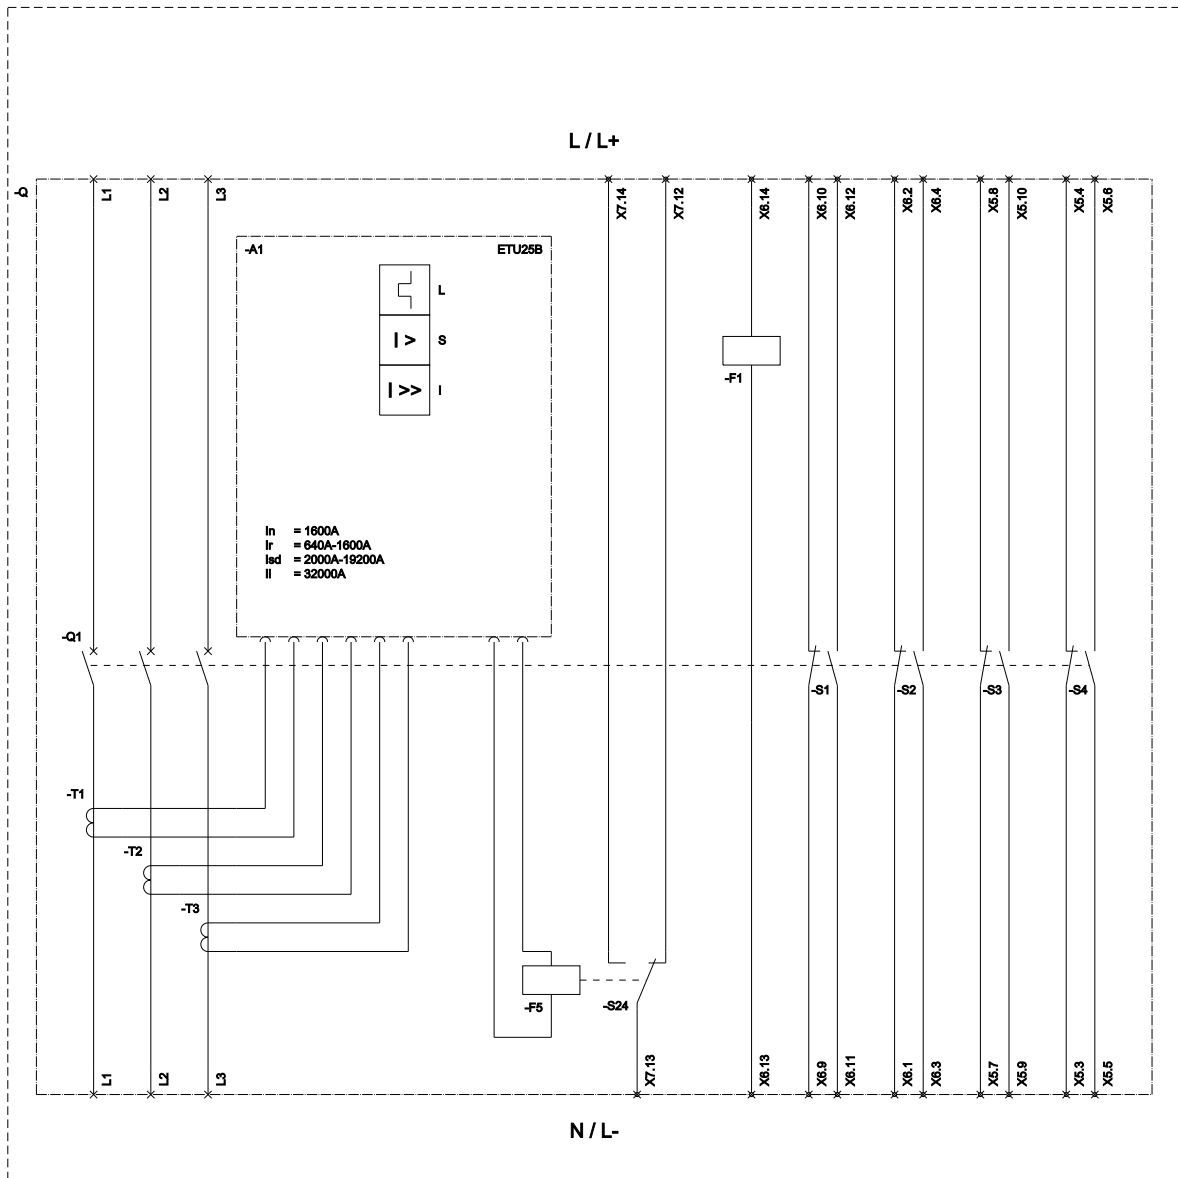 L / L+
-Q
L1
L2
L3
X7.14
X7.12
X6.14
X6.10
X6.12
X6.2
X6.4
X5.8
X5.10
X5.4
X5.6
-A1
ETU25B
L
I >
S
I >>
I
-F1
In = 1600A
Ir = 640A-1600A
Isd = 2000A-19200A
Ii = 32000A
-Q1
-S1
-S2
-S3
-S4
-T1
-T2
-T3
-F5
-S24
L1
L2
L3
X7.13
X6.13
X6.9
X6.11
X6.1
X6.3
X5.7
X5.9
X5.3
X5.5
N / L-